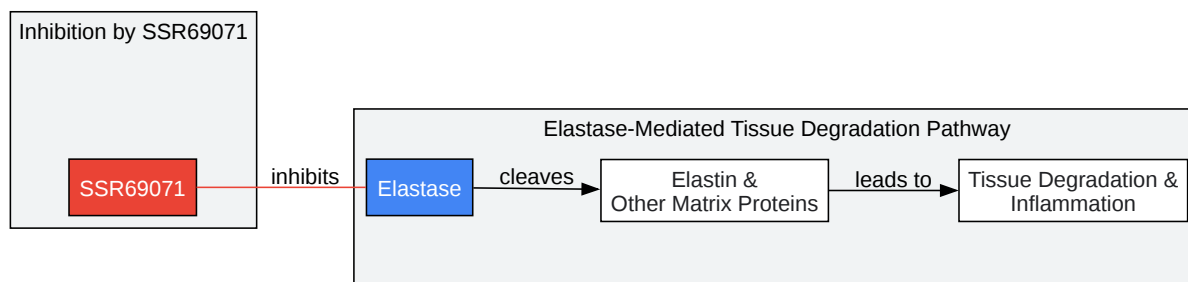 Inhibition by SSR69071
Elastase-Mediated Tissue Degradation Pathway
SSR69071
inhibits
Elastase
cleaves
Elastin &
Other Matrix Proteins
leads to
Tissue Degradation &
Inflammation